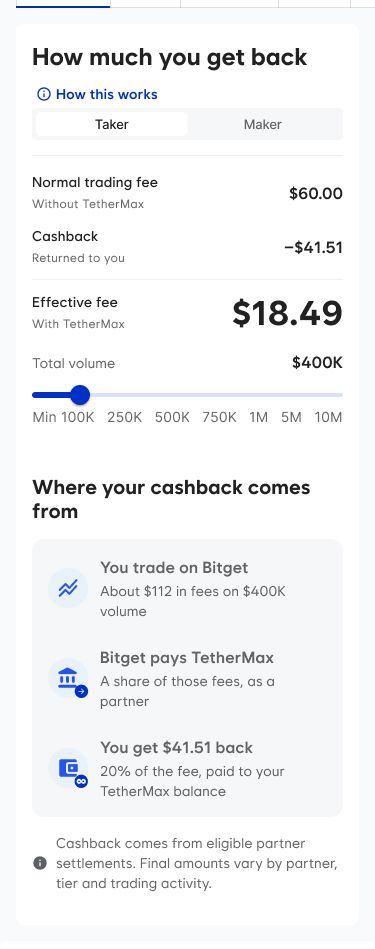 How much you get back
How this works
Taker
Maker
Normal trading fee
$60.00
Without TetherMax
Cashback
−$41.51
Returned to you
Effective fee
$18.49
With TetherMax
Total volume
$400K
Min 100K 250K 500K 750K 1M 5M 10M
Where your cashback comes
from
You trade on Bitget
About $112 in fees on $400K
volume
Bitget pays TetherMax
A share of those fees, as a
partner
You get $41.51 back
20% of the fee, paid to your
TetherMax balance
Cashback comes from eligible partner
settlements. Final amounts vary by partner,
tier and trading activity.